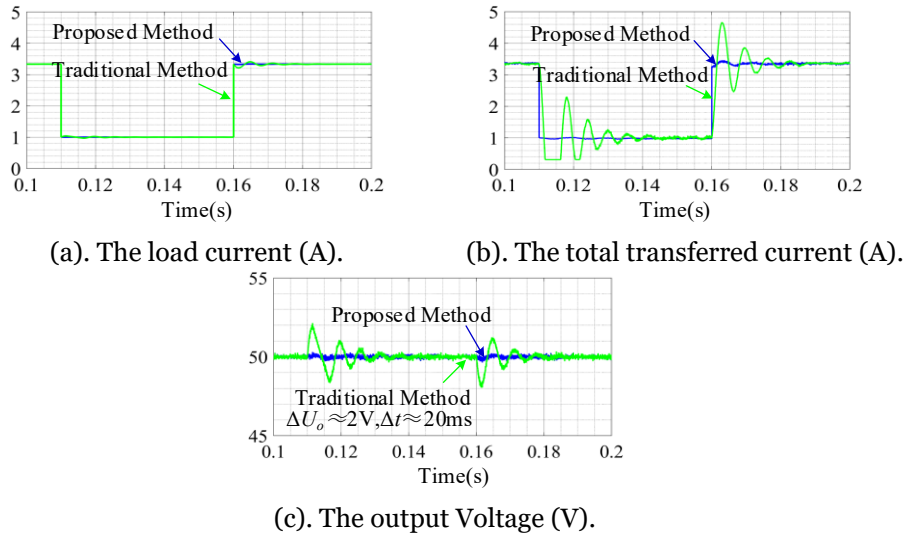 5
4
3
2
1
0
Proposed Method
Traditional Method
0.1
0.12
0.14
0.16
0.18
0.2
Time(s)
(a). The load current (A).
5
4
3
2
1
0
Proposed Method
Traditional Method
0.1
0.12
0.14
0.16
0.18
0.2
Time(s)
(b). The total transferred current (A).
55
50
45
Proposed Method
Traditional Method
ΔUₒ≈2V,Δt≈20ms
0.1
0.12
0.14
0.16
0.18
0.2
Time(s)
(c). The output Voltage (V).